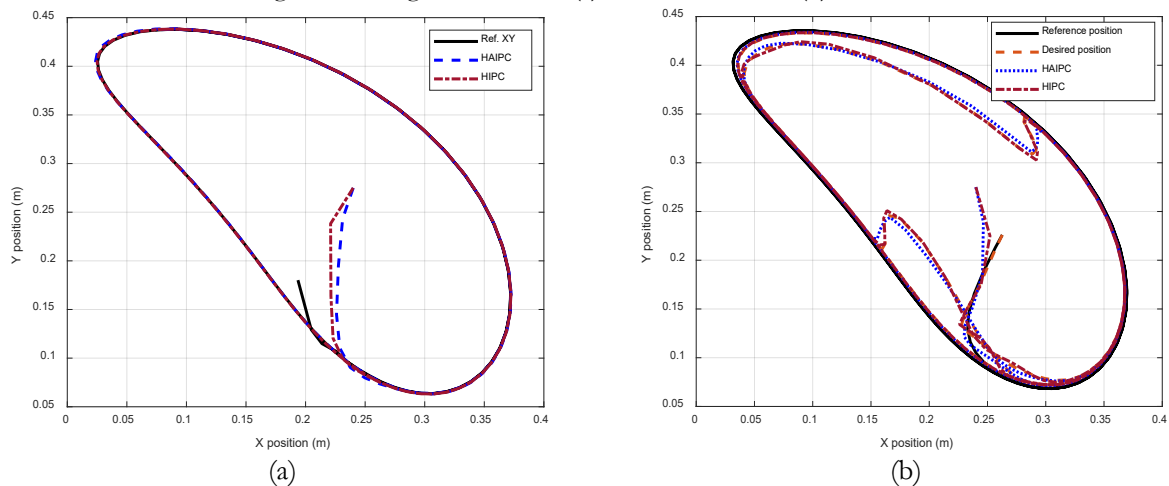 0.45
0.4
0.35
0.3
0.25
0.2
0.15
0.1
0.05
Y position (m)
0 0.05 0.1 0.15 0.2 0.25 0.3 0.35 0.4
X position (m)
Ref. XY
HAIPC
HIPC
(a)
0.45
0.4
0.35
0.3
0.25
0.2
0.15
0.1
0.05
Y position (m)
0 0.05 0.1 0.15 0.2 0.25 0.3 0.35 0.4
X position (m)
Reference position
Desired position
HAIPC
HIPC
(b)